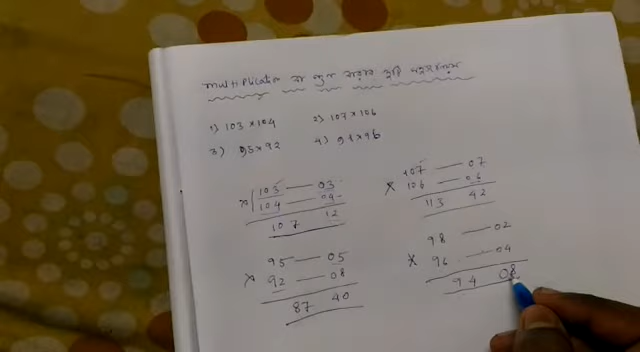 Multiplication বা গুণ করার দুটি
1) 103 × 104 2) 107 × 106
3) 95 × 92 4) 98 × 96
103 — 03
× 104 — 04
107 12
107 — 07
× 106 — 06
113 42
95 — 05
× 92 — 08
87 40
98 — 02
× 96 — 04
94 08